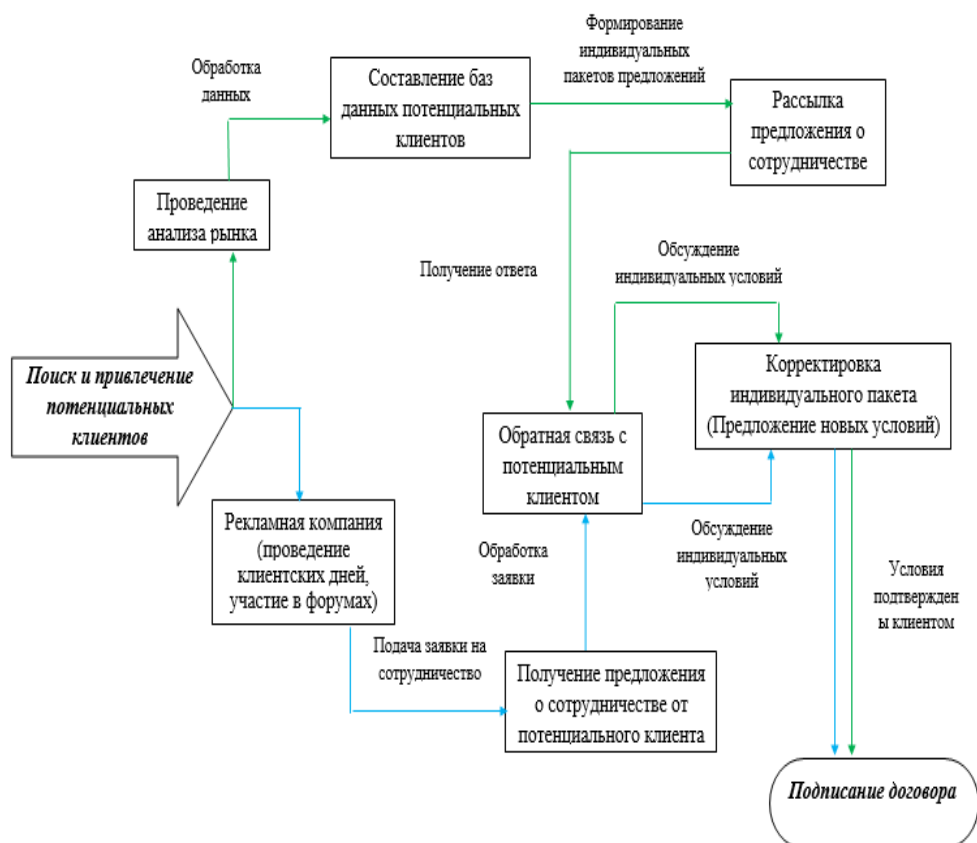 Формирование
индивидуальных
пакетов предложений
Обработка
данных
Составление баз
данных потенциальных
клиентов
Рассылка
предложения о
сотрудничестве
Проведение
анализа рынка
Получение ответа
Обсуждение
индивидуальных условий
Поиск и привлечение
потенциальных
клиентов
Корректировка
индивидуального пакета
(Предложение новых условий)
Обратная связь с
потенциальным
клиентом
Рекламная компания
(проведение
клиентских дней,
участие в форумах)
Обработка
заявки
Обсуждение
индивидуальных
условий
Условия
подтвержден
ы клиентом
Подача заявки на
сотрудничество
Получение предложения
о сотрудничестве от
потенциального клиента
Подписание договора